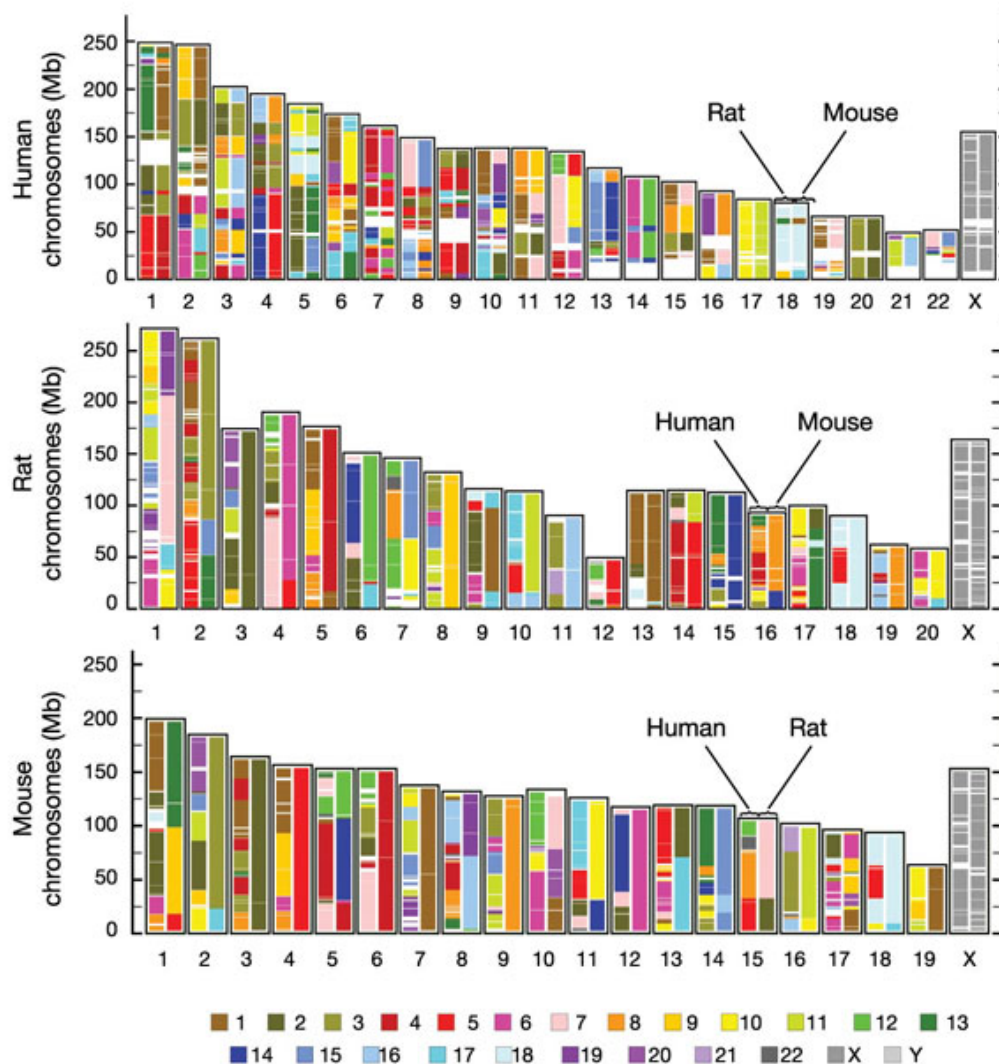 Human
chromosomes (Mb)
250
200
150
100
50
0
Rat Mouse
1 2 3 4 5 6 7 8 9 10 11 12 13 14 15 16 17 18 19 20 21 22 X
Rat
chromosomes (Mb)
250
200
150
100
50
0
Human Mouse
1 2 3 4 5 6 7 8 9 10 11 12 13 14 15 16 17 18 19 20 X
Mouse
chromosomes (Mb)
250
200
150
100
50
0
Human Rat
1 2 3 4 5 6 7 8 9 10 11 12 13 14 15 16 17 18 19 X
1 2 3 4 5 6 7 8 9 10 11 12 13
14 15 16 17 18 19 20 21 22 X Y